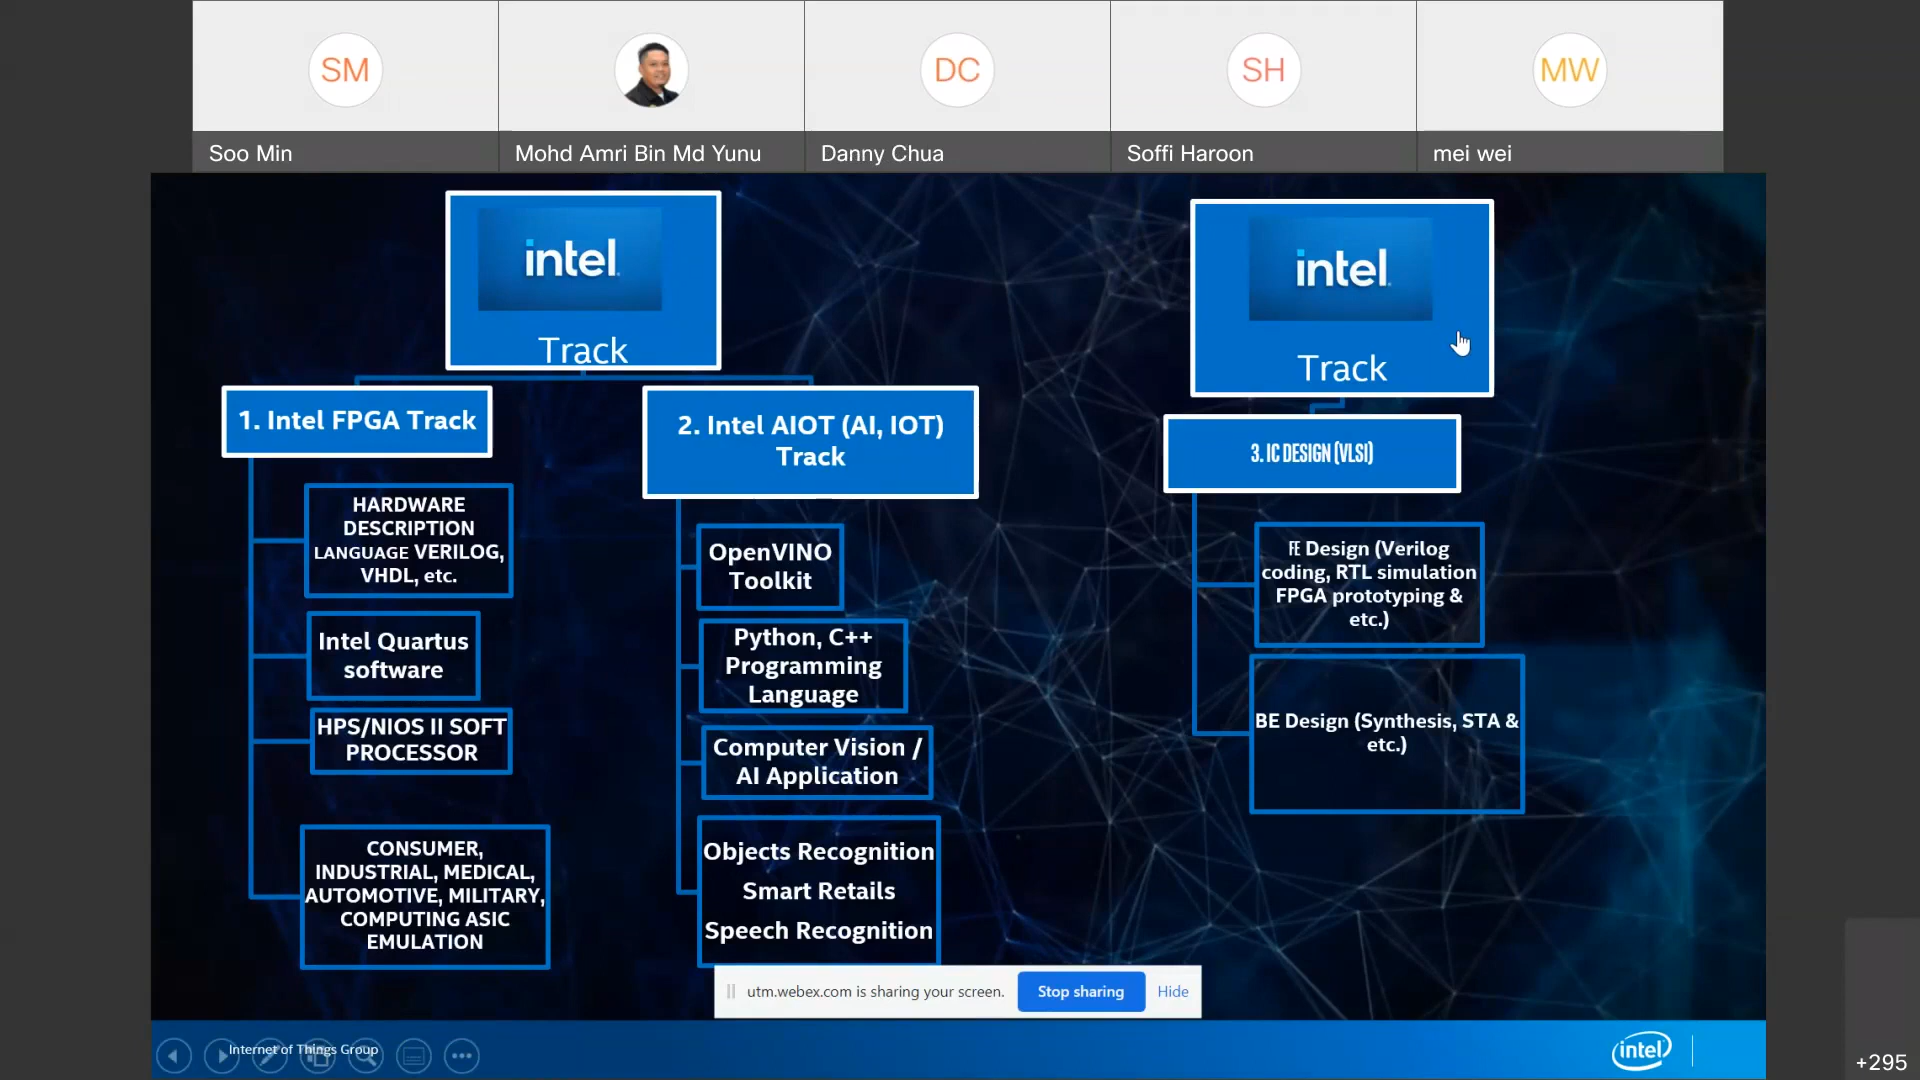 SM
DC
SH
MW
Soo Min
Mohd Amri Bin Md Yunu
Danny Chua
Soffi Haroon
mei wei
intel.
Track
intel.
Track
1. Intel FPGA Track
HARDWARE
DESCRIPTION
LANGUAGE VERILOG,
VHDL, etc.
Intel Quartus
software
HPS/NIOS II SOFT
PROCESSOR
CONSUMER,
INDUSTRIAL, MEDICAL,
AUTOMOTIVE, MILITARY,
COMPUTING ASIC
EMULATION
2. Intel AIOT (AI, IOT)
Track
OpenVINO
Toolkit
Python, C++
Programming
Language
Computer Vision /
AI Application
Objects Recognition
Smart Retails
Speech Recognition
3. IC DESIGN (VLSI)
FE Design (Verilog
coding, RTL simulation
FPGA prototyping &
etc.)
BE Design (Synthesis, STA &
etc.)
utm.webex.com is sharing your screen.
Stop sharing
Hide
Internet of Things Group
intel
+295